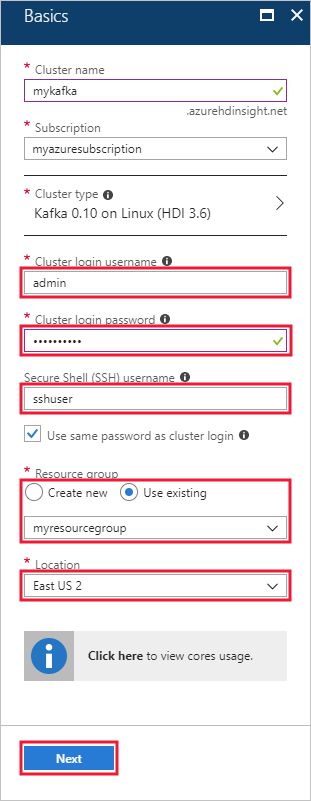 Basics
* Cluster name
mykafka
.azurehdinsight.net
* Subscription
myazuresubscription
* Cluster type
Kafka 0.10 on Linux (HDI 3.6)
* Cluster login username
admin
* Cluster login password
••••••••••
Secure Shell (SSH) username
sshuser
Use same password as cluster login
* Resource group
Create new Use existing
myresourcegroup
* Location
East US 2
Click here to view cores usage.
Next